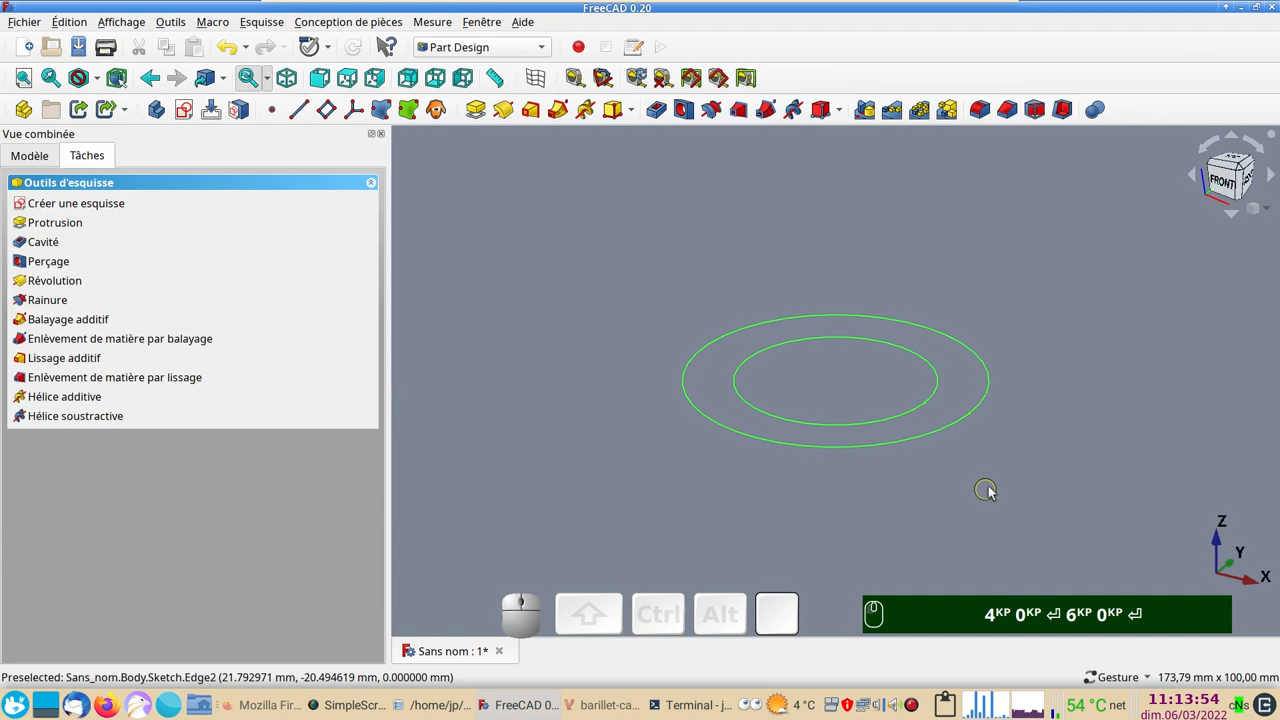 FreeCAD 0.20
Fichier Édition Affichage Outils Macro Esquisse Conception de pièces Mesure Fenêtre Aide
Part Design
Vue combinée
Modèle Tâches
Outils d'esquisse
Créer une esquisse
Protrusion
Cavité
Perçage
Révolution
Rainure
Balayage additif
Enlèvement de matière par balayage
Lissage additif
Enlèvement de matière par lissage
Hélice additive
Hélice soustractive
FRONT
Z
Y
X
Ctrl Alt
4KP 0KP ⏎ 6KP 0KP ⏎
Sans nom : 1*
Preselected: Sans_nom.Body.Sketch.Edge2 (21.792971 mm, -20.494619 mm, 0.000000 mm)
Gesture 173,79 mm x 100,00 mm
Mozilla Fir... SimpleScr... /home/jp/... FreeCAD 0... barillet-ca... Terminal - j... 4 °C 54 °C net 11:13:54
dim.06/03/2022